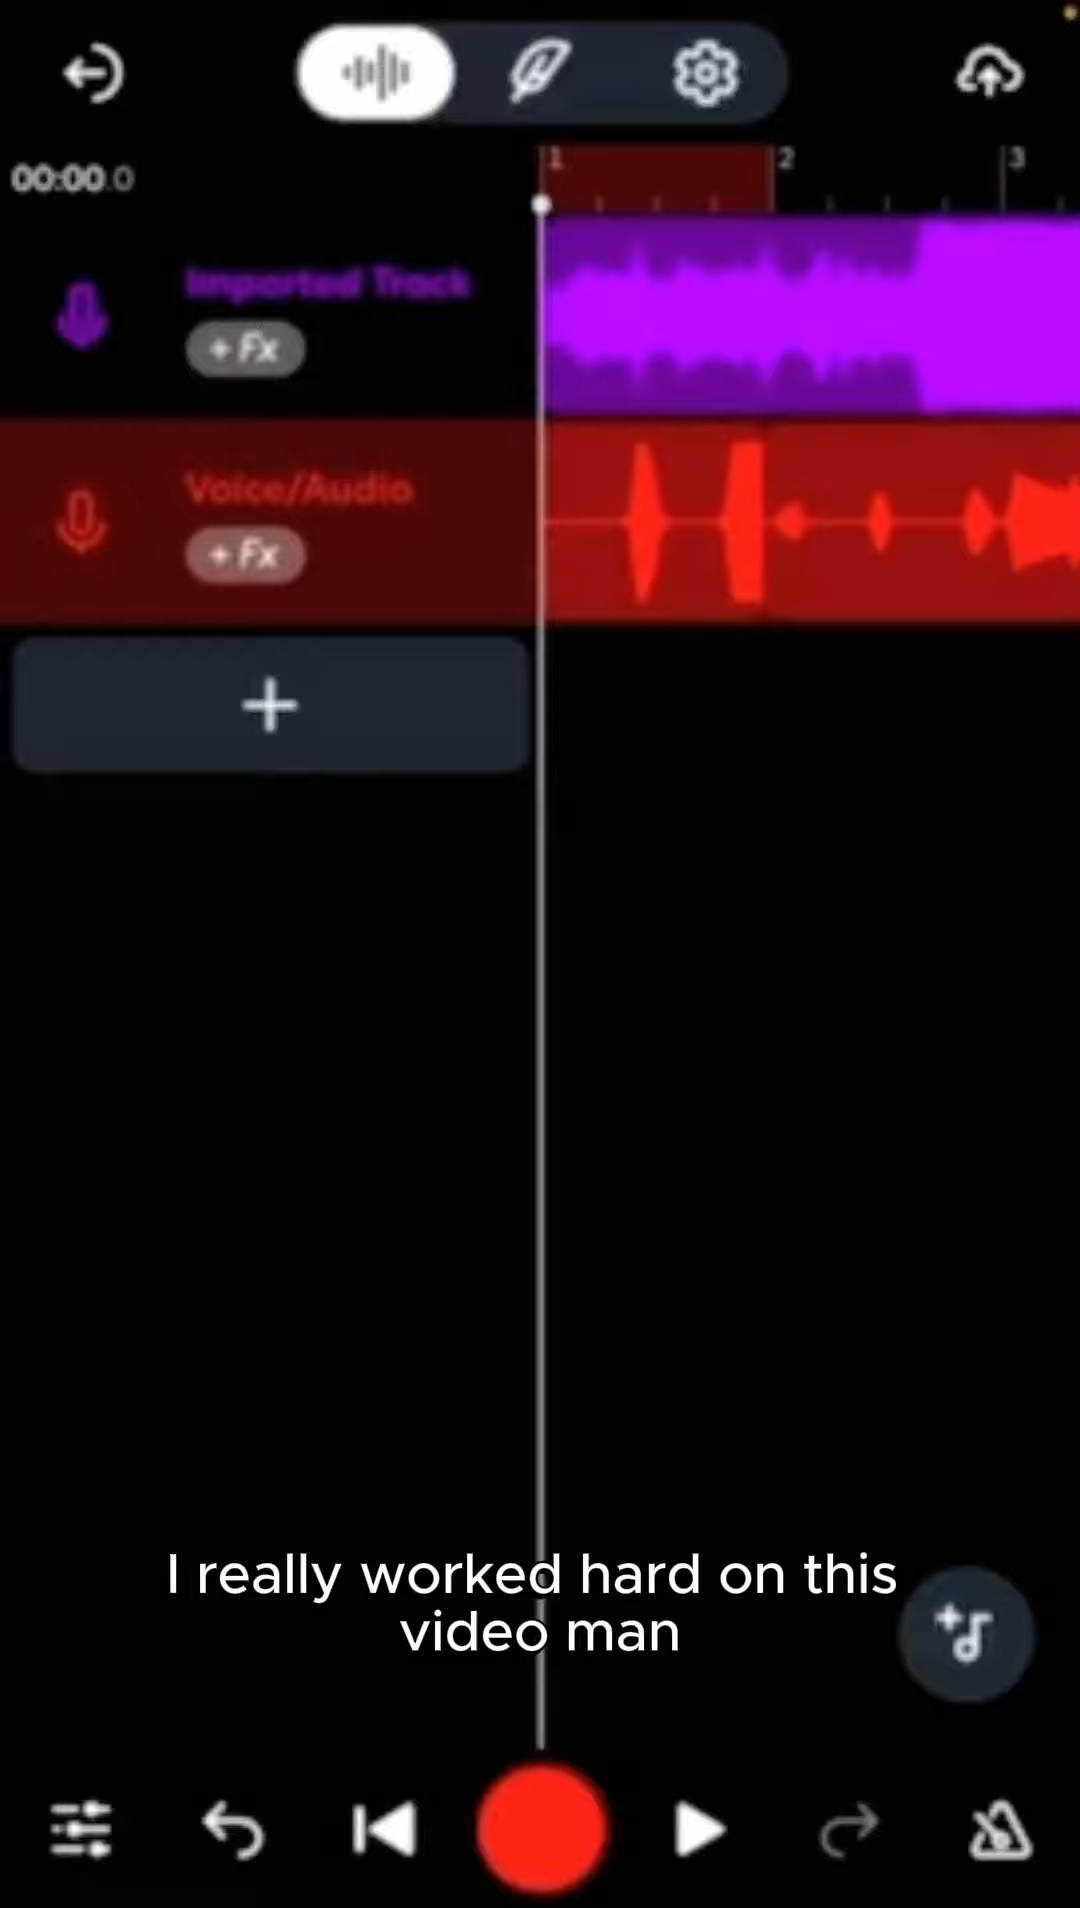 00:00.0
1 2 3
Imported Track
+ Fx
Voice/Audio
+ Fx
I really worked hard on this
video man